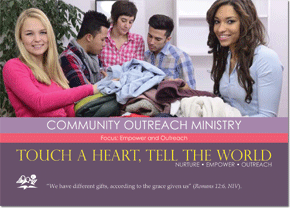 COMMUNITY OUTREACH MINISTRY
Focus: Empower and Outreach
TOUCH A HEART, TELL THE WORLD
NURTURE • EMPOWER • OUTREACH
"We have different gifts, according to the grace given us" (Romans 12:6, NIV).